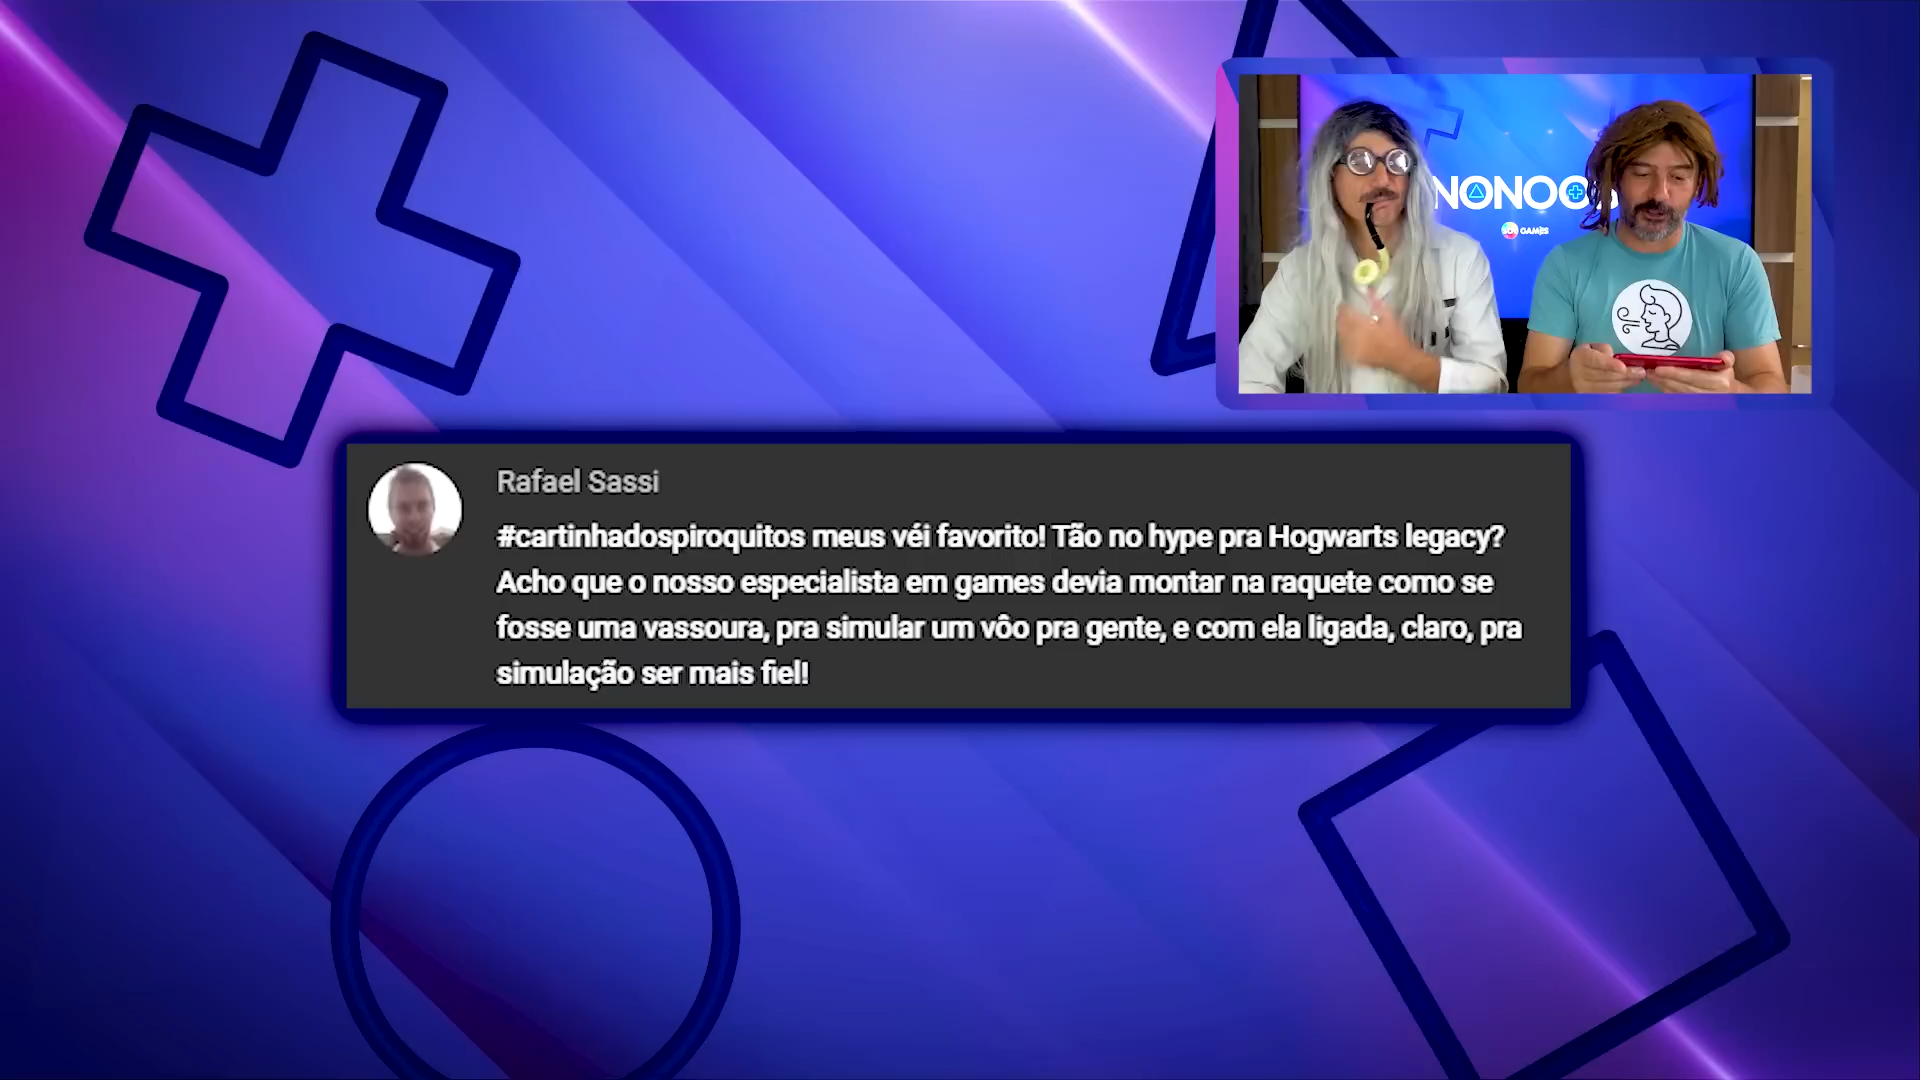 NONOO
GAMES
Rafael Sassi
#cartinhadospiroquitos meus véi favorito! Tão no hype pra Hogwarts legacy?
Acho que o nosso especialista em games devia montar na raquete como se
fosse uma vassoura, pra simular um vôo pra gente, e com ela ligada, claro, pra
simulação ser mais fiel!